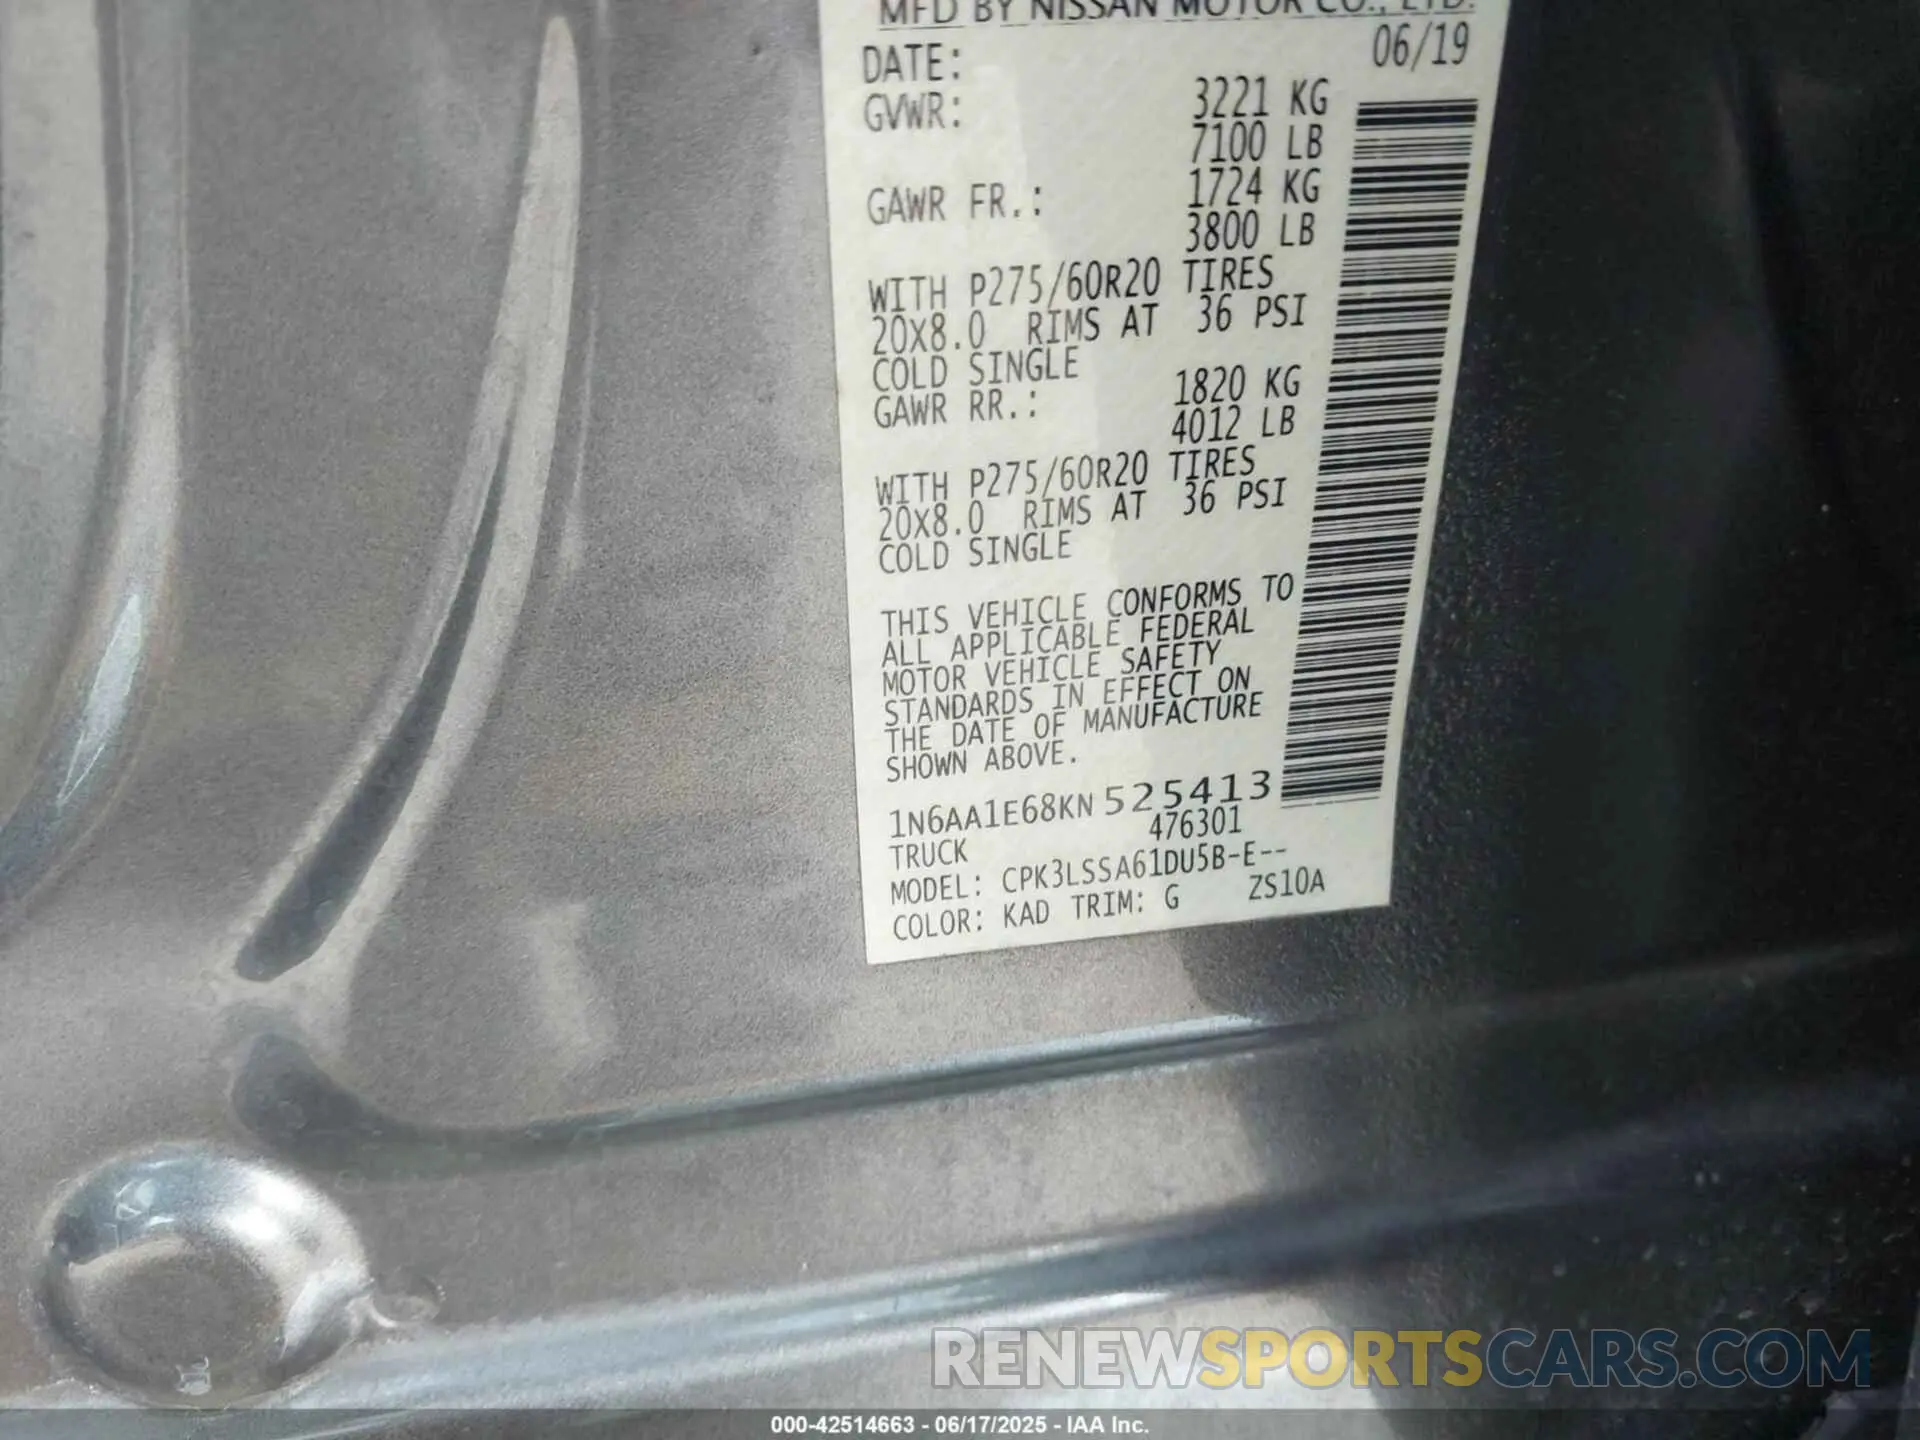 MFD BY NISSAN MOTOR CO., LTD.
DATE: 06/19
GVWR: 3221 KG
7100 LB
GAWR FR.: 1724 KG
3800 LB
WITH P275/60R20 TIRES
20X8.0 RIMS AT 36 PSI
COLD SINGLE
GAWR RR.: 1820 KG
4012 LB
WITH P275/60R20 TIRES
20X8.0 RIMS AT 36 PSI
COLD SINGLE
THIS VEHICLE CONFORMS TO
ALL APPLICABLE FEDERAL
MOTOR VEHICLE SAFETY
STANDARDS IN EFFECT ON
THE DATE OF MANUFACTURE
SHOWN ABOVE.
1N6AA1E68KN525413
TRUCK 476301
MODEL: CPK3LSSA61DU5B-E--
COLOR: KAD TRIM: G ZS10A
RENEWSPORTSCARS.COM
000-42514663 - 06/17/2025 - IAA Inc.